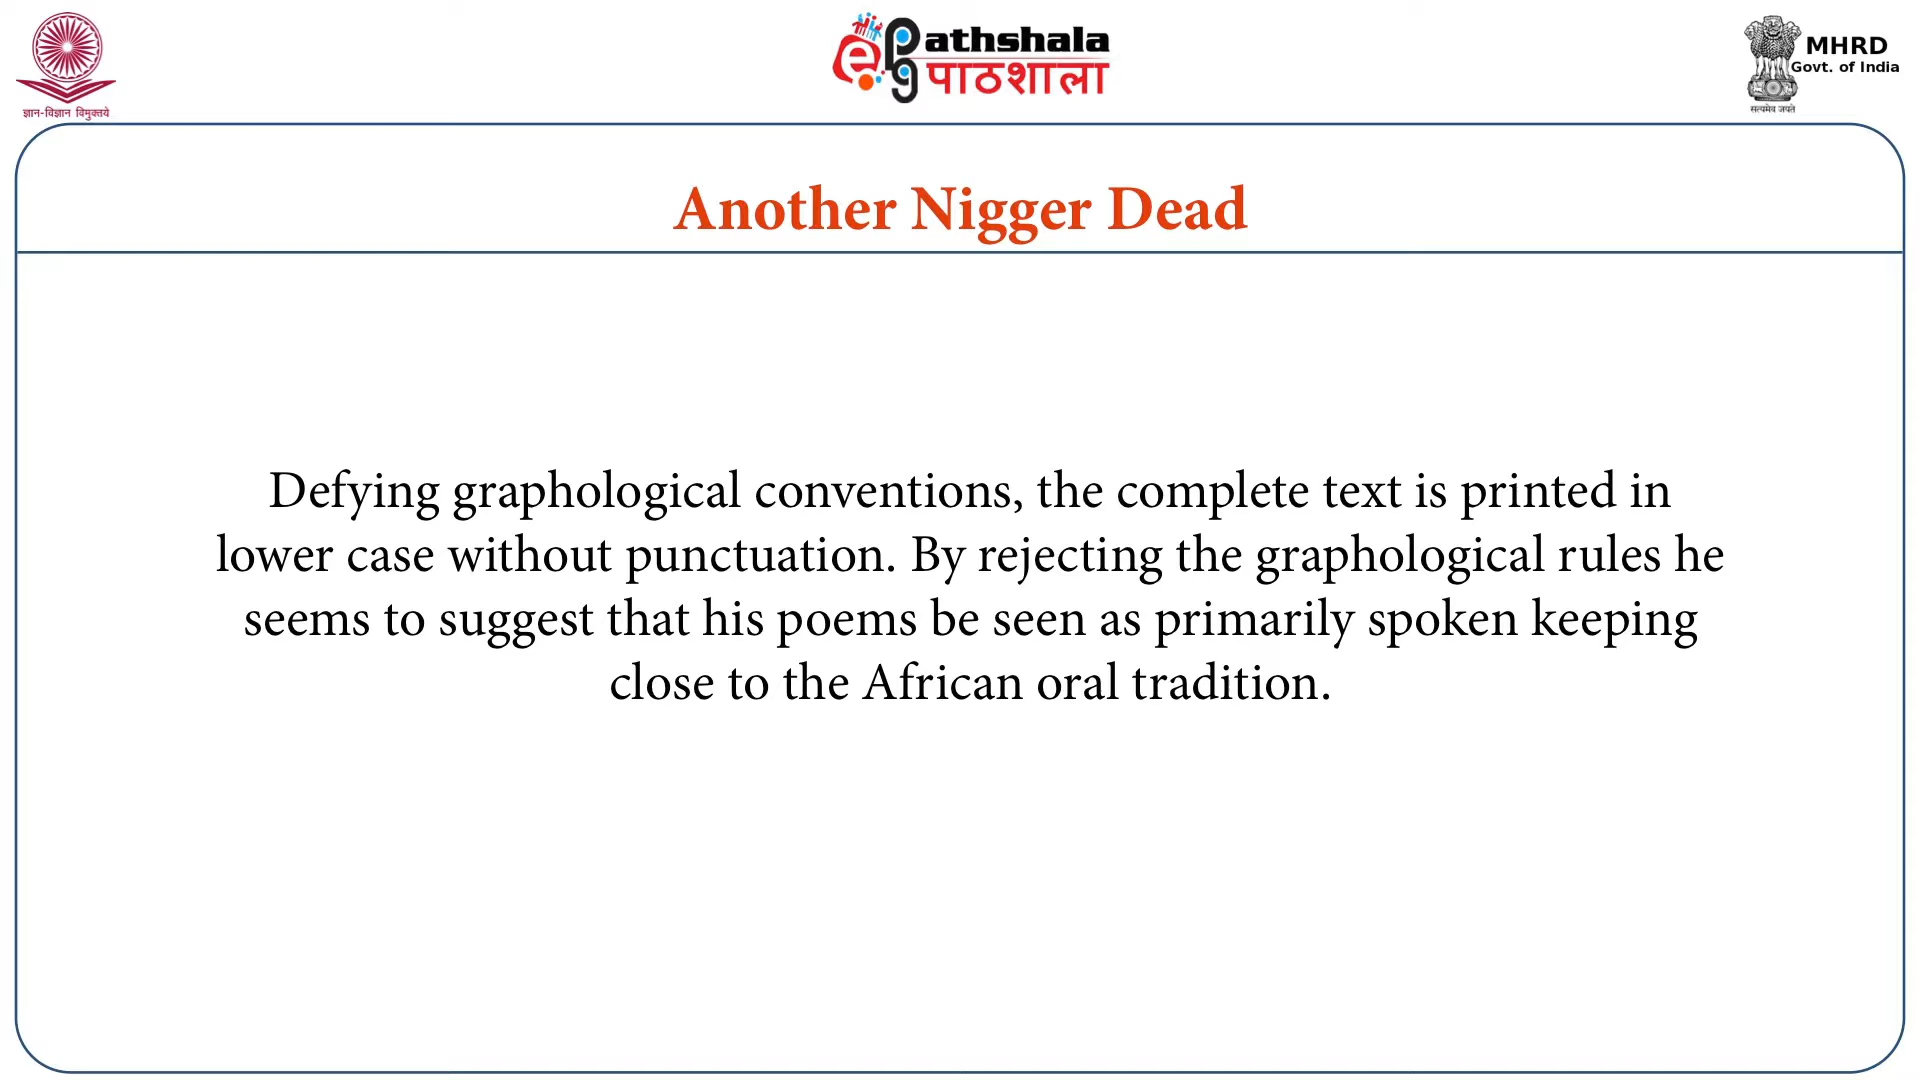 ज्ञान-विज्ञान विमुक्तये
ePathshala
पाठशाला
MHRD
Govt. of India
सत्यमेव जयते
Another Nigger Dead
Defying graphological conventions, the complete text is printed in
lower case without punctuation. By rejecting the graphological rules he
seems to suggest that his poems be seen as primarily spoken keeping
close to the African oral tradition.